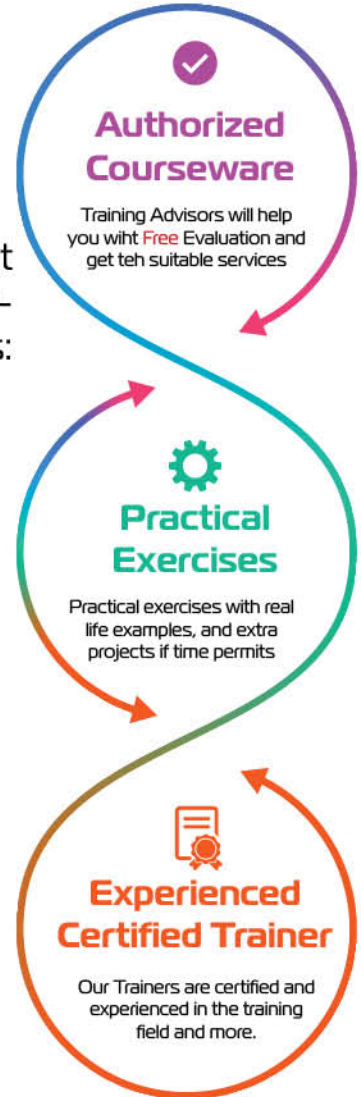 Authorized
Courseware
Training Advisors will help
you wiht Free Evaluation and
get teh suitable services
t
-
s:
Practical
Exercises
Practical exercises with real
life examples, and extra
projects if time permits
Experienced
Certified Trainer
Our Trainers are certified and
experienced in the training
field and more.